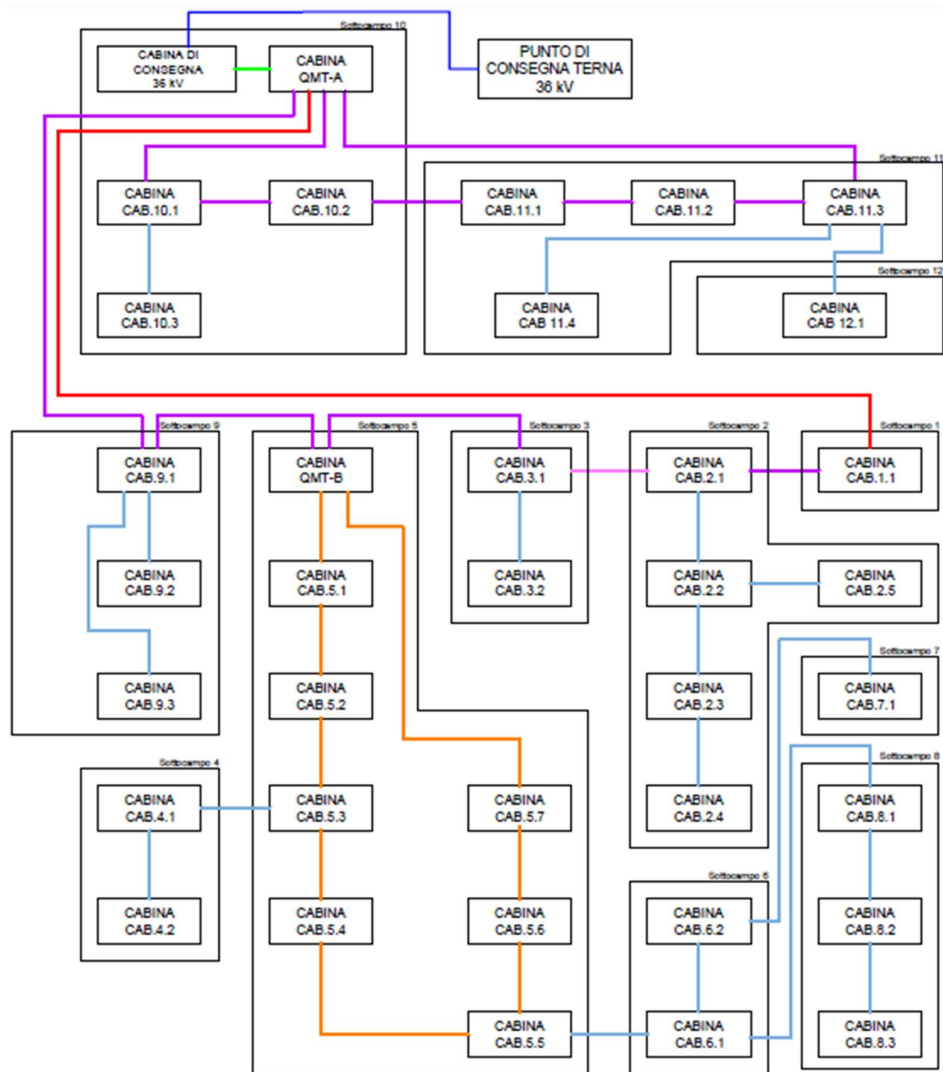 Sottocampo 10
CABINA DI
CONSEGNA
36 kV
CABINA
QMT-A
PUNTO DI
CONSEGNA TERNA
36 kV
Sottocampo 11
CABINA
CAB.10.1
CABINA
CAB.10.2
CABINA
CAB.11.1
CABINA
CAB.11.2
CABINA
CAB.11.3
Sottocampo 12
CABINA
CAB.10.3
CABINA
CAB 11.4
CABINA
CAB 12.1
Sottocampo 9
Sottocampo 5
Sottocampo 3
Sottocampo 2
Sottocampo 1
CABINA
CAB.9.1
CABINA
QMT-B
CABINA
CAB.3.1
CABINA
CAB.2.1
CABINA
CAB.1.1
CABINA
CAB.9.2
CABINA
CAB.5.1
CABINA
CAB.3.2
CABINA
CAB.2.2
CABINA
CAB.2.5
Sottocampo 7
CABINA
CAB.9.3
CABINA
CAB.5.2
CABINA
CAB.2.3
CABINA
CAB.7.1
Sottocampo 4
Sottocampo 8
CABINA
CAB.4.1
CABINA
CAB.5.3
CABINA
CAB.5.7
CABINA
CAB.2.4
CABINA
CAB.8.1
Sottocampo 6
CABINA
CAB.4.2
CABINA
CAB.5.4
CABINA
CAB.5.6
CABINA
CAB.6.2
CABINA
CAB.8.2
CABINA
CAB.5.5
CABINA
CAB.6.1
CABINA
CAB.8.3